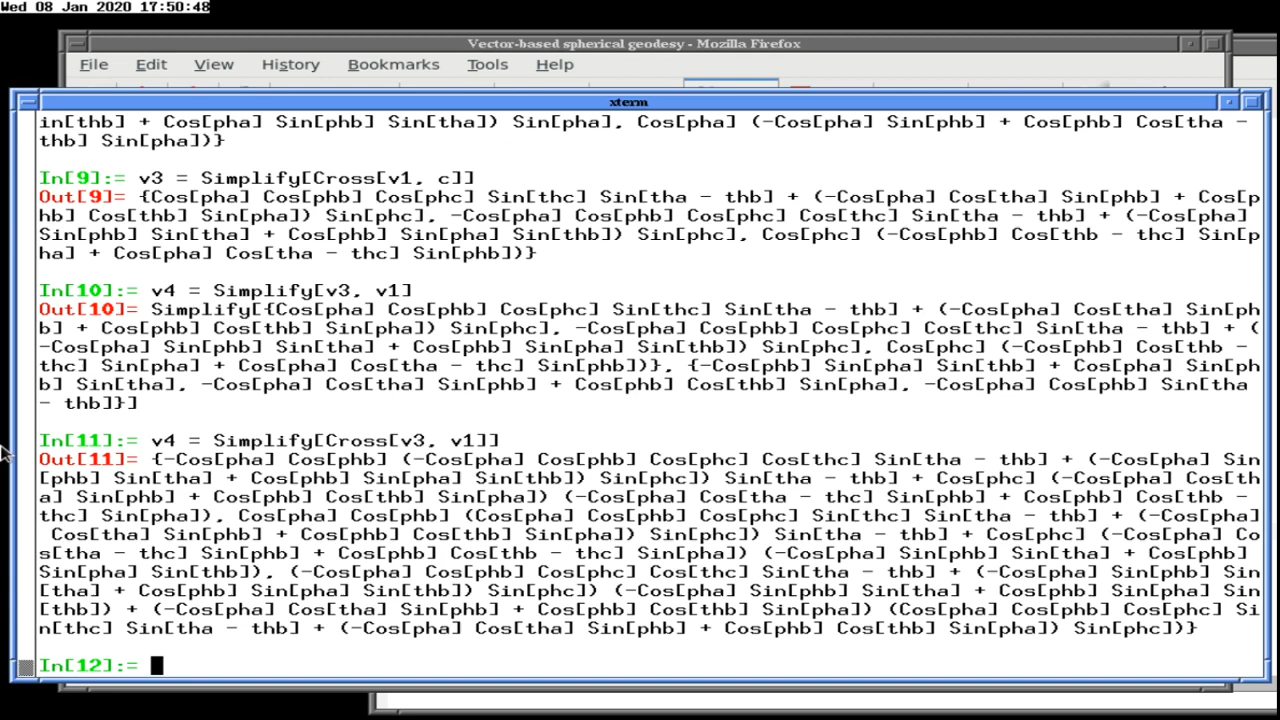 Wed 08 Jan 2020 17:50:48
Vector-based spherical geodesy - Mozilla Firefox
File Edit View History Bookmarks Tools Help
xterm
in[thb] + Cos[pha] Sin[phb] Sin[tha]) Sin[pha], Cos[pha] (-Cos[pha] Sin[phb] + Cos[phb] Cos[tha -
thb] Sin[pha])}
In[9]:= v3 = Simplify[Cross[v1, c]]
Out[9]= {Cos[pha] Cos[phb] Cos[phc] Sin[thc] Sin[tha - thb] + (-Cos[pha] Cos[tha] Sin[phb] + Cos[p
hb] Cos[thb] Sin[pha]) Sin[phc], -Cos[pha] Cos[phb] Cos[phc] Cos[thc] Sin[tha - thb] + (-Cos[pha]
Sin[phb] Sin[tha] + Cos[phb] Sin[pha] Sin[thb]) Sin[phc], Cos[phc] (-Cos[phb] Cos[thb - thc] Sin[p
ha] + Cos[pha] Cos[tha - thc] Sin[phb])}
In[10]:= v4 = Simplify[v3, v1]
Out[10]= Simplify[{Cos[pha] Cos[phb] Cos[phc] Sin[thc] Sin[tha - thb] + (-Cos[pha] Cos[tha] Sin[ph
b] + Cos[phb] Cos[thb] Sin[pha]) Sin[phc], -Cos[pha] Cos[phb] Cos[phc] Cos[thc] Sin[tha - thb] + (
-Cos[pha] Sin[phb] Sin[tha] + Cos[phb] Sin[pha] Sin[thb]) Sin[phc], Cos[phc] (-Cos[phb] Cos[thb -
thc] Sin[pha] + Cos[pha] Cos[tha - thc] Sin[phb])}, {-Cos[phb] Sin[pha] Sin[thb] + Cos[pha] Sin[ph
b] Sin[tha], -Cos[pha] Cos[tha] Sin[phb] + Cos[phb] Cos[thb] Sin[pha], -Cos[pha] Cos[phb] Sin[tha
- thb]}]
In[11]:= v4 = Simplify[Cross[v3, v1]]
Out[11]= {-Cos[pha] Cos[phb] (-Cos[pha] Cos[phb] Cos[phc] Cos[thc] Sin[tha - thb] + (-Cos[pha] Sin
[phb] Sin[tha] + Cos[phb] Sin[pha] Sin[thb]) Sin[phc]) Sin[tha - thb] + Cos[phc] (-Cos[pha] Cos[th
a] Sin[phb] + Cos[phb] Cos[thb] Sin[pha]) (-Cos[pha] Cos[tha - thc] Sin[phb] + Cos[phb] Cos[thb -
thc] Sin[pha]), Cos[pha] Cos[phb] (Cos[pha] Cos[phb] Cos[phc] Sin[thc] Sin[tha - thb] + (-Cos[pha]
Cos[tha] Sin[phb] + Cos[phb] Cos[thb] Sin[pha]) Sin[phc]) Sin[tha - thb] + Cos[phc] (-Cos[pha] Co
s[tha - thc] Sin[phb] + Cos[phb] Cos[thb - thc] Sin[pha]) (-Cos[pha] Sin[phb] Sin[tha] + Cos[phb]
Sin[pha] Sin[thb]), (-Cos[pha] Cos[phb] Cos[phc] Cos[thc] Sin[tha - thb] + (-Cos[pha] Sin[phb] Sin
[tha] + Cos[phb] Sin[pha] Sin[thb]) Sin[phc]) (-Cos[pha] Sin[phb] Sin[tha] + Cos[phb] Sin[pha] Sin
[thb]) + (-Cos[pha] Cos[tha] Sin[phb] + Cos[phb] Cos[thb] Sin[pha]) (Cos[pha] Cos[phb] Cos[phc] Si
n[thc] Sin[tha - thb] + (-Cos[pha] Cos[tha] Sin[phb] + Cos[phb] Cos[thb] Sin[pha]) Sin[phc])}
In[12]:=